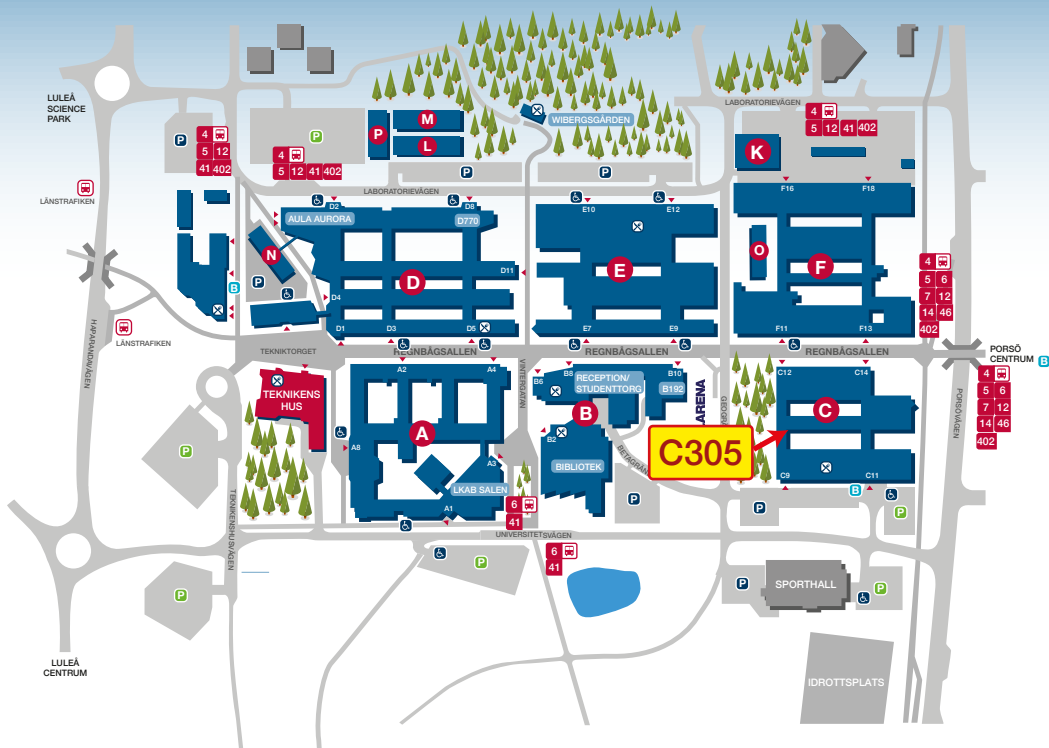 LULEÅ
SCIENCE
PARK
P
4
5 12
41 402
P
4
5 12 41 402
P
M
L
P
WIBERGSGÅRDEN
P
LABORATORIEVÄGEN
4
5 12 41 402
K
LÄNSTRAFIKEN
LABORATORIEVÄGEN
D2
D8
E10
E12
F16
F18
AULA AURORA
D770
N
P
B
D
D11
E
O
F
D4
4
5 6
7 12
14 46
402
HAPARANDAVÄGEN
LÄNSTRAFIKEN
D1
D3
D5
E7
E9
F11
F13
TEKNIKTORGET
REGNBÅGSALLEN
REGNBÅGSALLEN
REGNBÅGSALLEN
PORSÖ
CENTRUM
B
A2
A4
VINTERGATAN
B6
B8
B10
C12
C14
4
5 6
7 12
14 46
402
PORSÖVÄGEN
TEKNIKENS
HUS
RECEPTION/
STUDENTTORG
B192
ARENA
B
C
A
B2
C305
A8
A3
P
BIBLIOTEK
LKAB SALEN
C9
C11
B
P
TEKNIKENSHUSVÄGEN
A1
6
41
P
P
P
UNIVERSITETSVÄGEN
6
41
P
P
SPORTHALL
P
P
LULEÅ
CENTRUM
IDROTTSPLATS